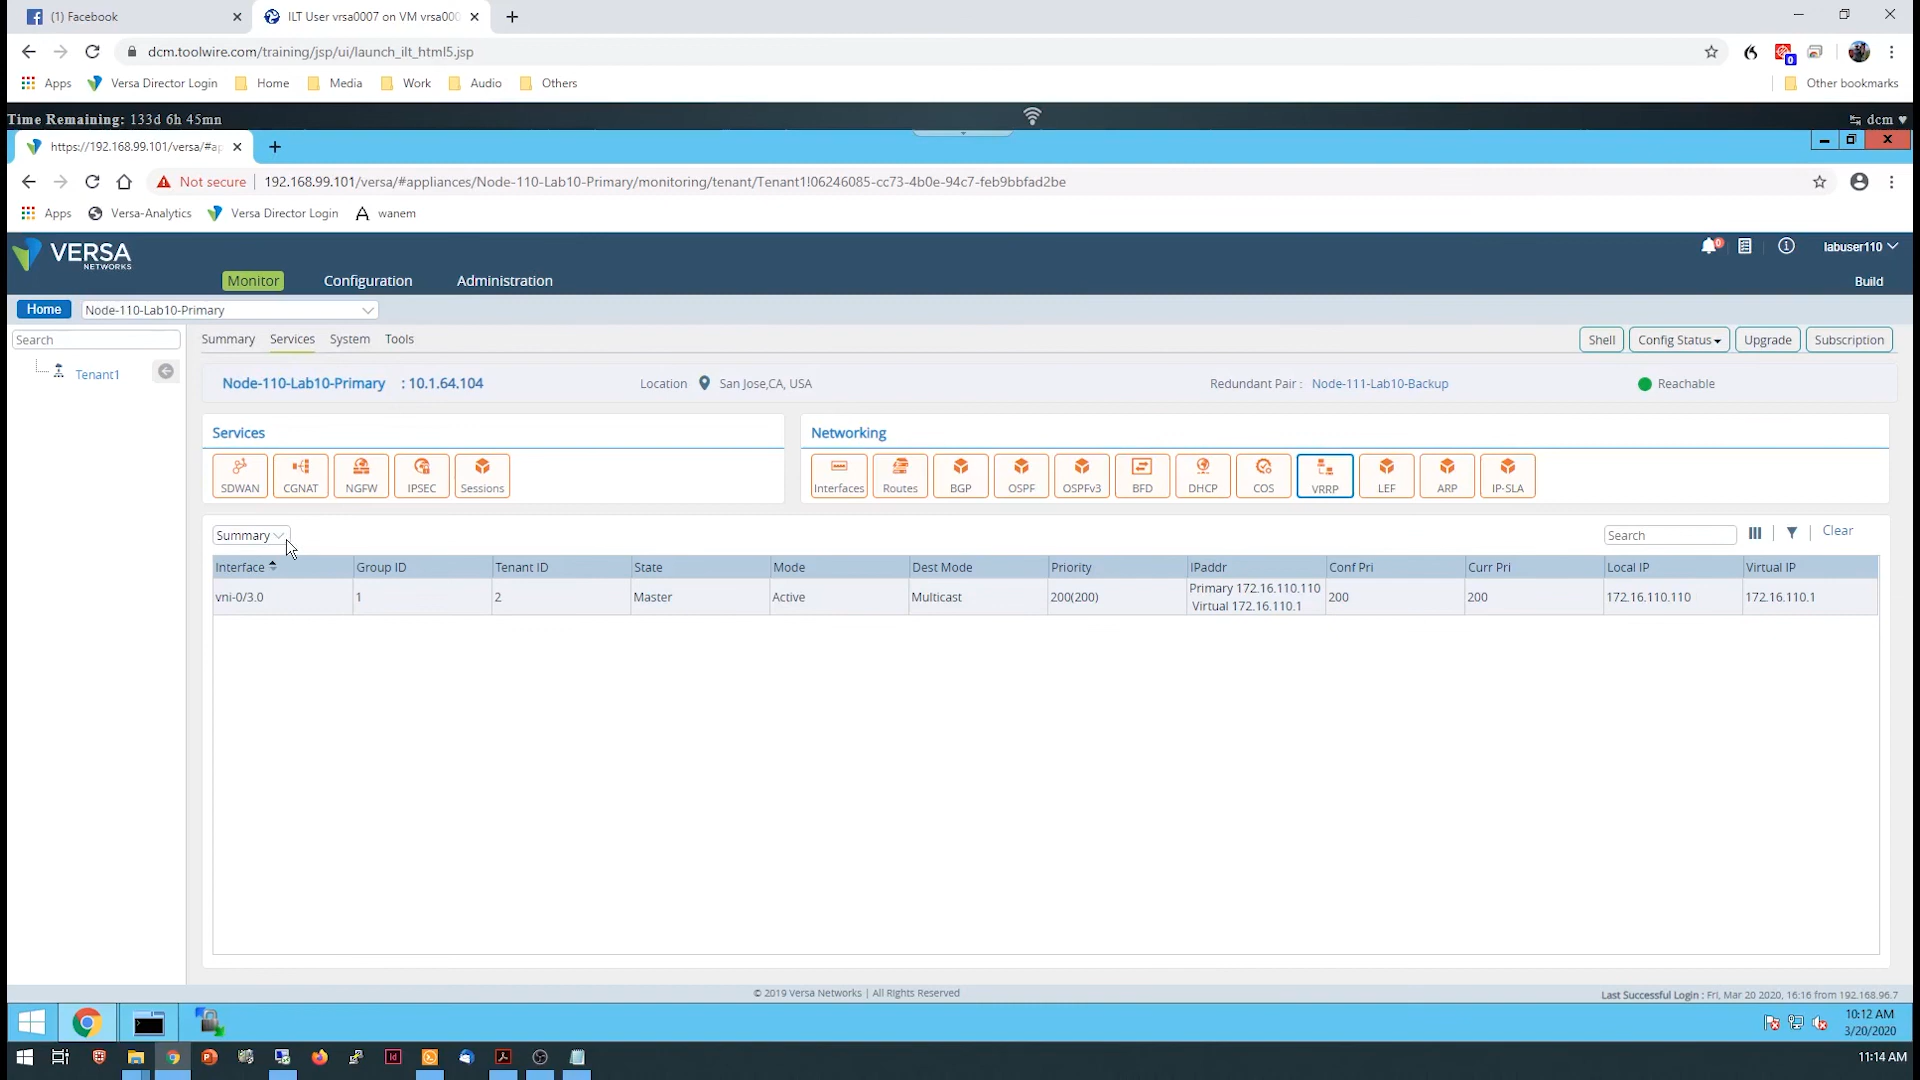 (1) Facebook
ILT User vrsa0007 on VM vrsa000
dcm.toolwire.com/training/jsp/ui/launch_ilt_html5.jsp
0
Apps Versa Director Login Home Media Work Audio Others Other bookmarks
Time Remaining: 133d 6h 45mn dcm
https://192.168.99.101/versa/#ap
Not secure 192.168.99.101/versa/#appliances/Node-110-Lab10-Primary/monitoring/tenant/Tenant1!06246085-cc73-4b0e-94c7-feb9bbfad2be
Apps Versa-Analytics Versa Director Login wanem
VERSA
NETWORKS
0
labuser110
Monitor Configuration Administration Build
Home Node-110-Lab10-Primary
Search
Tenant1
Summary Services System Tools Shell Config Status Upgrade Subscription
Node-110-Lab10-Primary : 10.1.64.104 Location San Jose,CA, USA Redundant Pair : Node-111-Lab10-Backup Reachable
Services
SDWAN CGNAT NGFW IPSEC Sessions
Networking
Interfaces Routes BGP OSPF OSPFv3 BFD DHCP COS VRRP LEF ARP IP-SLA
Summary Search Clear
Interface Group ID Tenant ID State Mode Dest Mode Priority IPaddr Conf Pri Curr Pri Local IP Virtual IP
vni-0/3.0 1 2 Master Active Multicast 200(200) Primary 172.16.110.110 200 200 172.16.110.110 172.16.110.1
Virtual 172.16.110.1
© 2019 Versa Networks | All Rights Reserved
Last Successful Login : Fri, Mar 20 2020, 16:16 from 192.168.96.7
10:12 AM
3/20/2020
11:14 AM